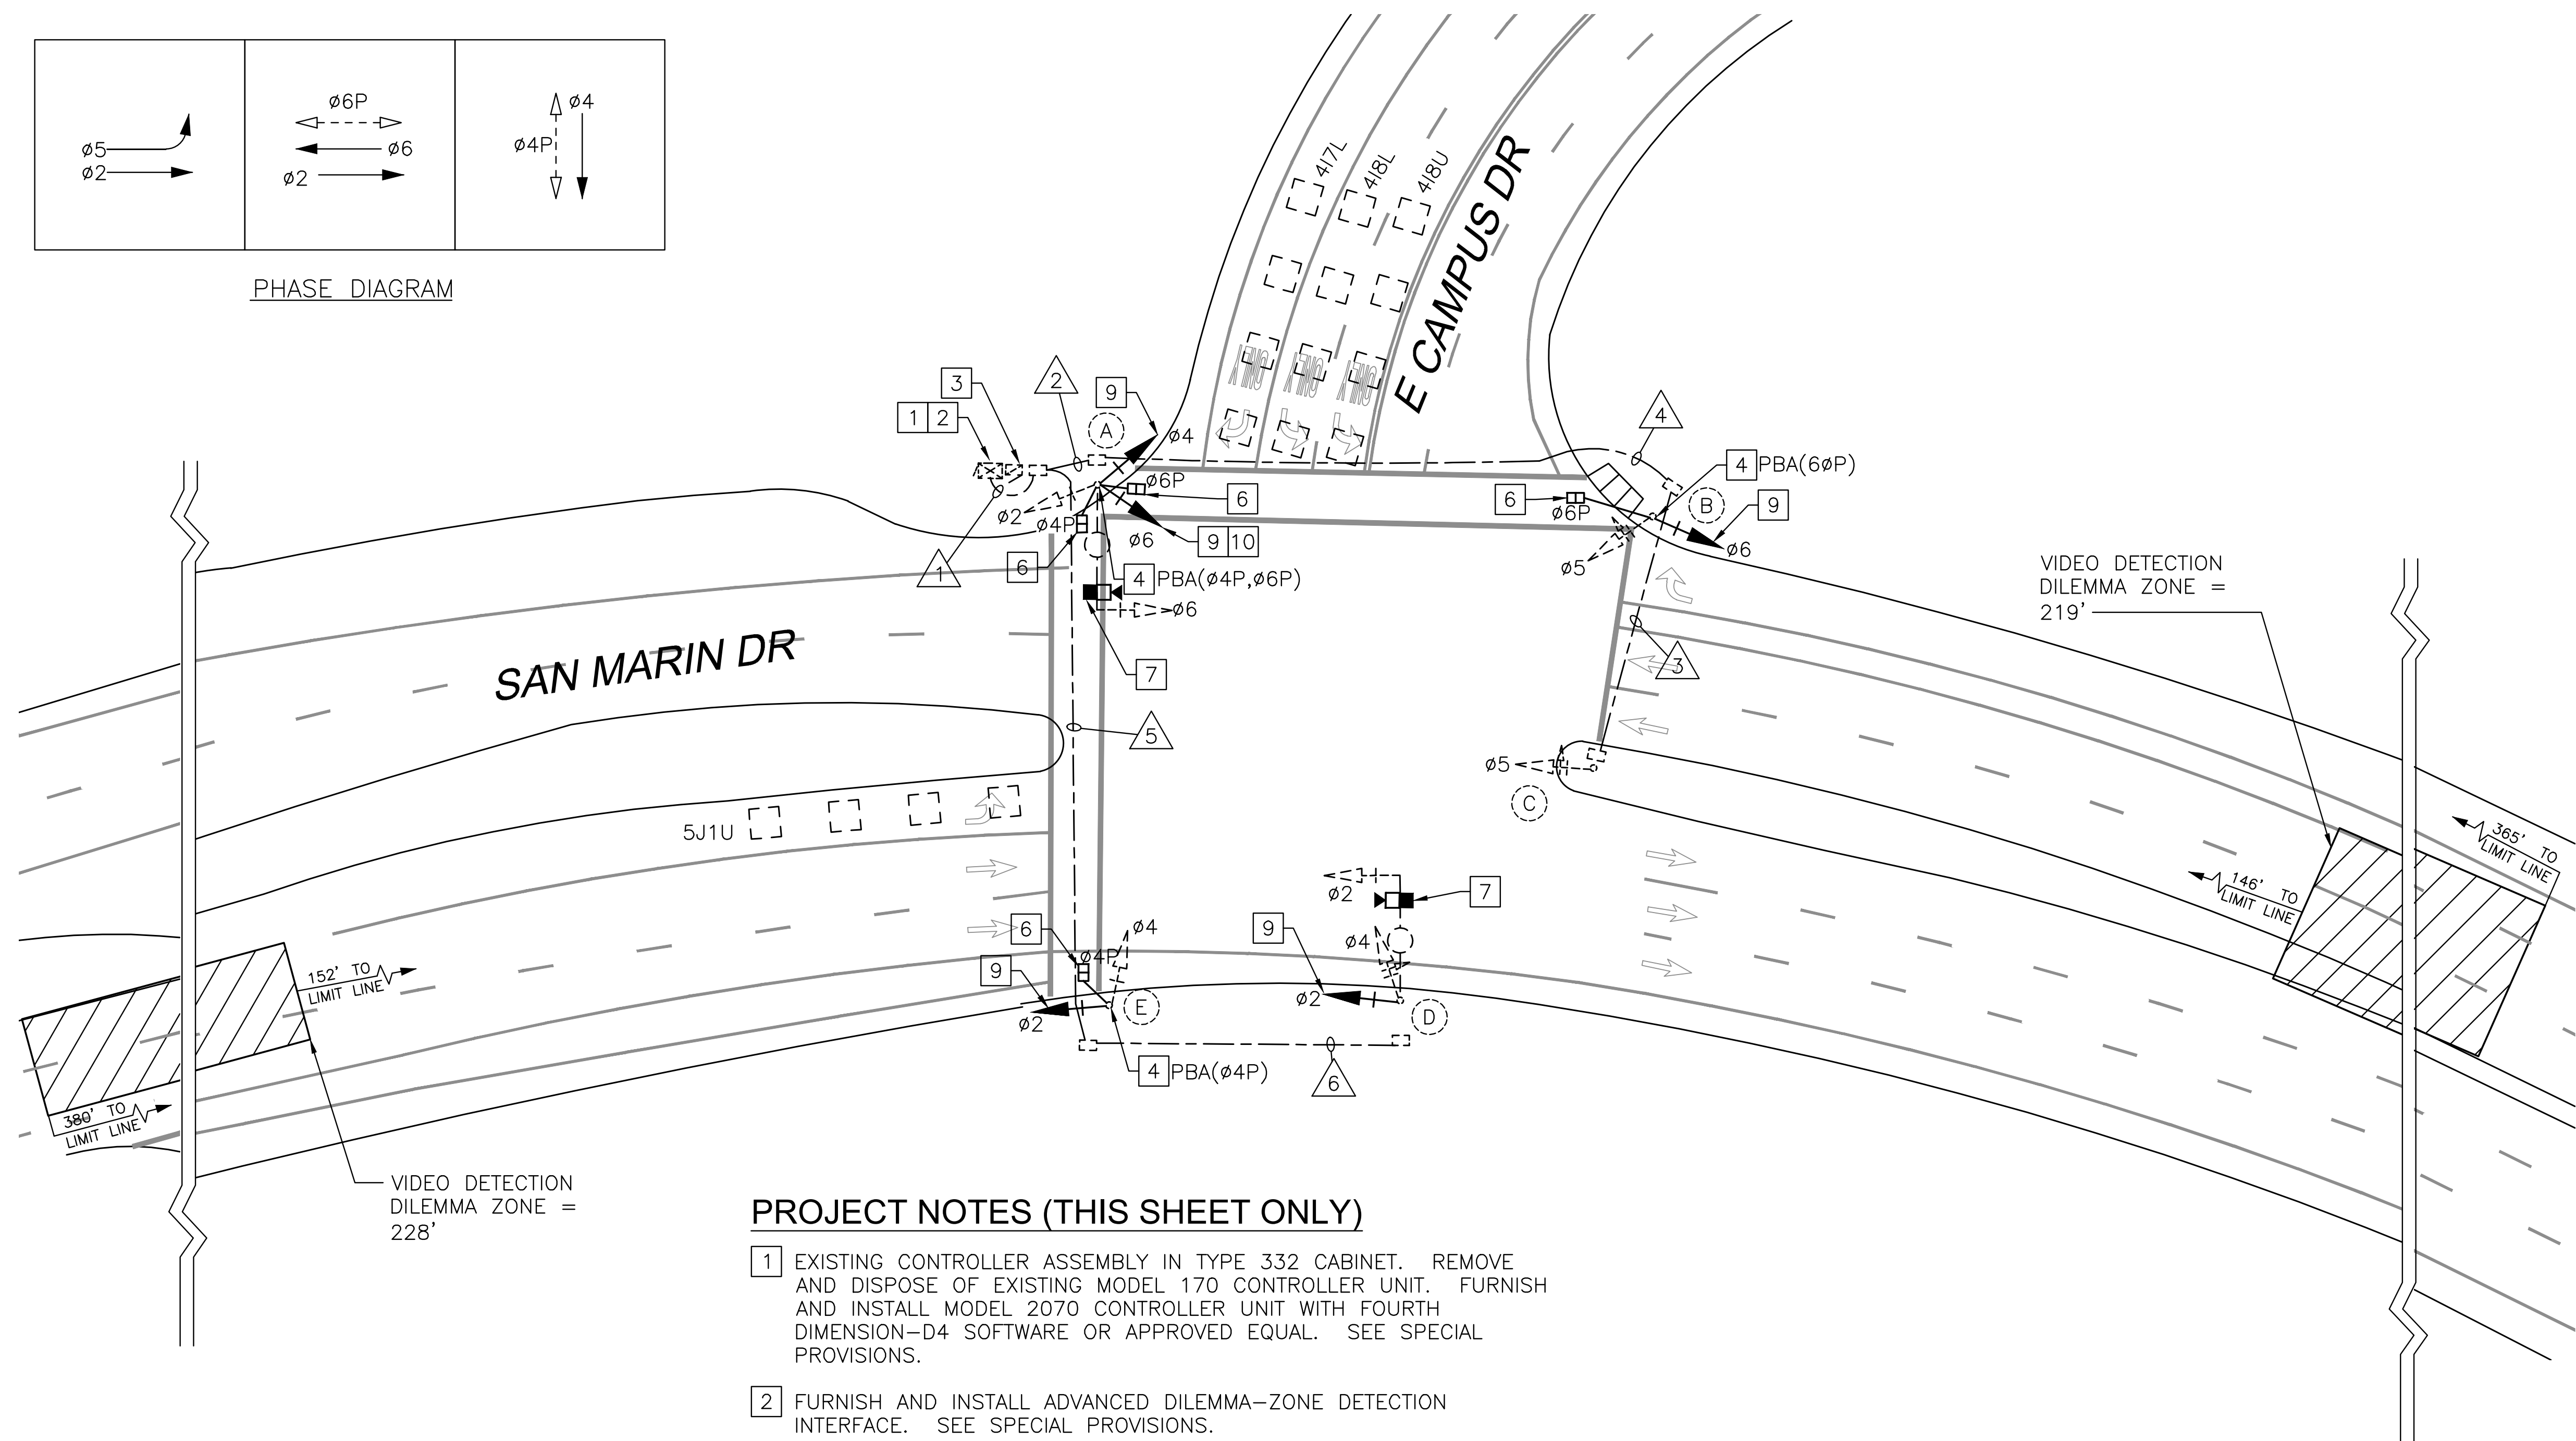 ø6P
ø4
ø5
ø6
ø4P
ø2
ø2
PHASE DIAGRAM
417L
418L
418U
E CAMPUS DR
ONLY
ONLY
ONLY
3
2
9
1 2
A
ø4
4
4 PBA(6øP)
ø6P
6
6
ø6P
B
9
ø2
ø4P
ø6
9 10
ø6
1
6
4 PBA(ø4P,ø6P)
ø5
ø6
VIDEO DETECTION
DILEMMA ZONE =
219'
7
3
SAN MARIN DR
5
ø5
C
5J1U
365' TO
LIMIT LINE
146' TO
LIMIT LINE
ø2
7
6
ø4
9
ø4
ø4P
9
152' TO
LIMIT LINE
ø2
E
ø2
D
4 PBA(ø4P)
6
380' TO
LIMIT LINE
VIDEO DETECTION
DILEMMA ZONE =
228'
PROJECT NOTES (THIS SHEET ONLY)
1 EXISTING CONTROLLER ASSEMBLY IN TYPE 332 CABINET. REMOVE
AND DISPOSE OF EXISTING MODEL 170 CONTROLLER UNIT. FURNISH
AND INSTALL MODEL 2070 CONTROLLER UNIT WITH FOURTH
DIMENSION-D4 SOFTWARE OR APPROVED EQUAL. SEE SPECIAL
PROVISIONS.
2 FURNISH AND INSTALL ADVANCED DILEMMA-ZONE DETECTION
INTERFACE. SEE SPECIAL PROVISIONS.